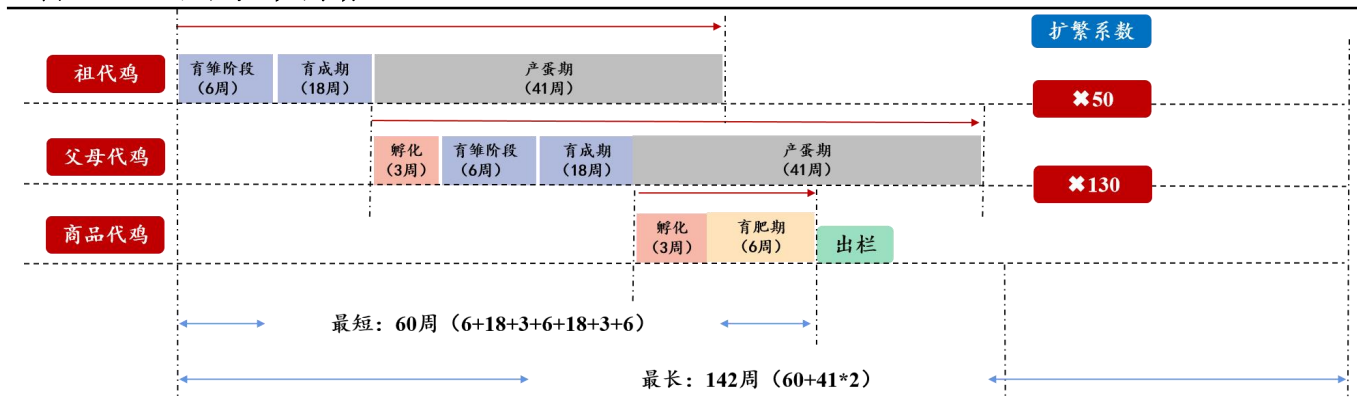 扩繁系数
祖代鸡
育雏阶段
（6周）
育成期
（18周）
产蛋期
（41周）
✖50
父母代鸡
孵化
（3周）
育雏阶段
（6周）
育成期
（18周）
产蛋期
（41周）
✖130
商品代鸡
孵化
（3周）
育肥期
（6周）
出栏
最短：60周（6+18+3+6+18+3+6）
最长：142周（60+41*2）